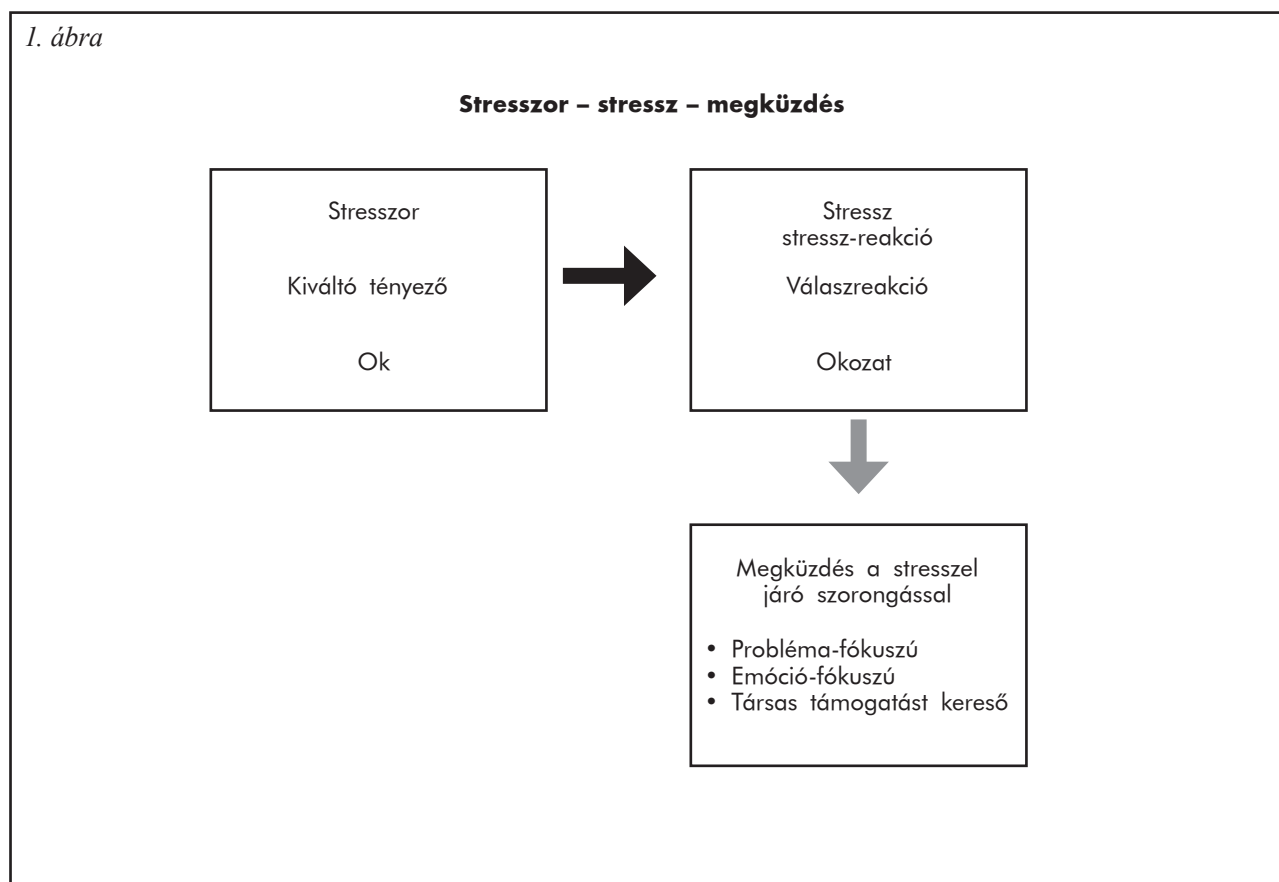 1. ábra
Stresszor – stressz – megküzdés
Stresszor
Kiváltó tényező
Ok
Stressz
stressz-reakció
Válaszreakció
Okozat
Megküzdés a stresszel
járó szorongással
• Probléma-fókuszú
• Emóció-fókuszú
• Társas támogatást kereső